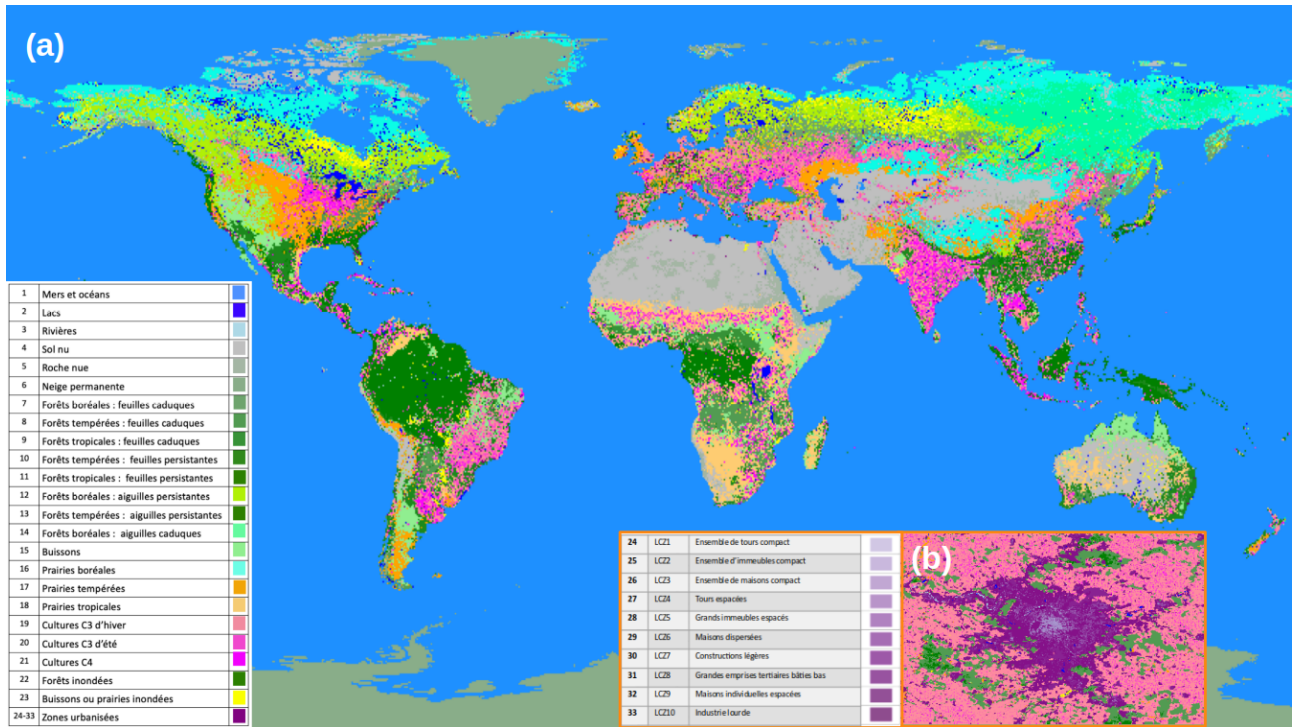 (a)
1 Mers et océans
2 Lacs
3 Rivières
4 Sol nu
5 Roche nue
6 Neige permanente
7 Forêts boréales : feuilles caduques
8 Forêts tempérées : feuilles caduques
9 Forêts tropicales : feuilles caduques
10 Forêts tempérées : feuilles persistantes
11 Forêts tropicales : feuilles persistantes
12 Forêts boréales : aiguilles persistantes
13 Forêts tempérées : aiguilles persistantes
14 Forêts boréales : aiguilles caduques
15 Buissons
16 Prairies boréales
17 Prairies tempérées
18 Prairies tropicales
19 Cultures C3 d'hiver
20 Cultures C3 d'été
21 Cultures C4
22 Forêts inondées
23 Buissons ou prairies inondées
24-33 Zones urbanisées
24 LCZ1 Ensemble de tours compact
25 LCZ2 Ensemble d'immeubles compact
26 LCZ3 Ensemble de maisons compact
27 LCZ4 Tours espacées
28 LCZ5 Grands immeubles espacés
29 LCZ6 Maisons dispersées
30 LCZ7 Constructions légères
31 LCZ8 Grandes emprises tertiaires bâties bas
32 LCZ9 Maisons individuelles espacées
33 LCZ10 Industrie lourde
(b)